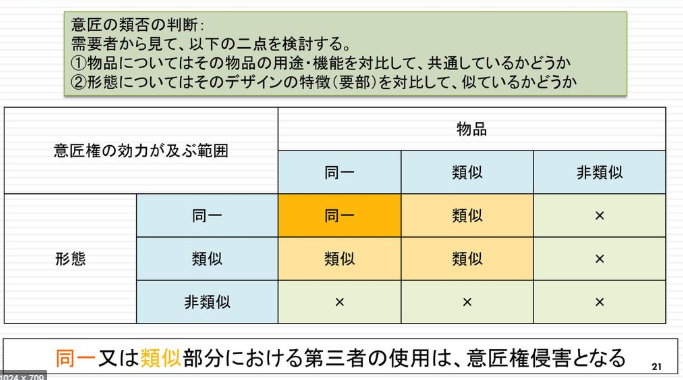 意匠の類否の判断:
需要者から見て、以下の二点を検討する。
①物品についてはその物品の用途・機能を対比して、共通しているかどうか
②形態についてはそのデザインの特徴(要部)を対比して、似ているかどうか
意匠権の効力が及ぶ範囲
物品
同一 類似 非類似
形態
同一 同一 類似 ×
類似 類似 類似 ×
非類似 × × ×
同一又は類似部分における第三者の使用は、意匠権侵害となる
21